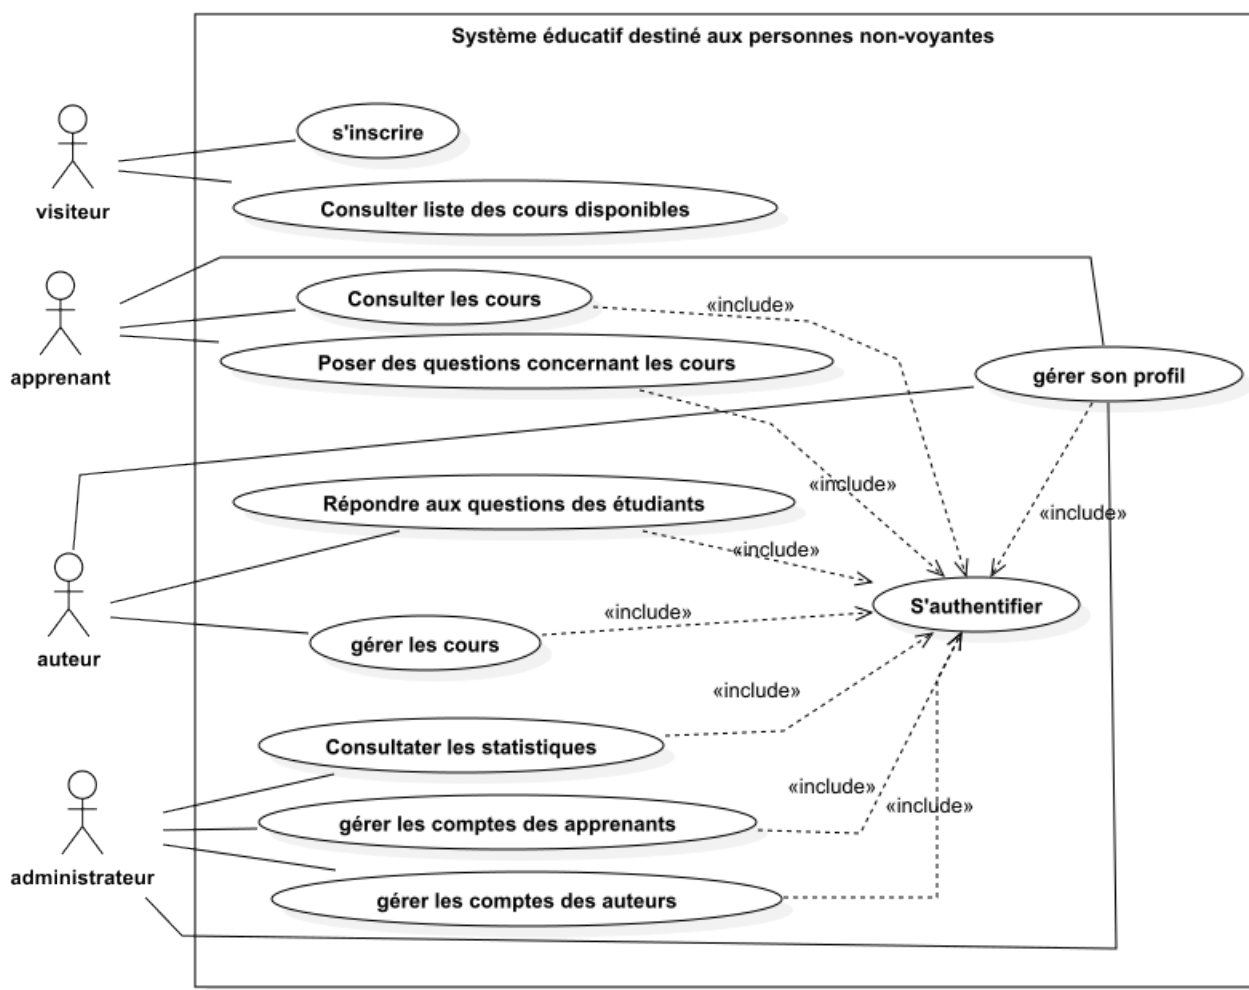 Système éducatif destiné aux personnes non-voyantes
s'inscrire
visiteur
Consulter liste des cours disponibles
Consulter les cours
«include»
apprenant
Poser des questions concernant les cours
gérer son profil
«include»
Répondre aux questions des étudiants
«include»
«include»
S'authentifier
«include»
auteur
gérer les cours
«include»
Consultater les statistiques
«include»
«include»
gérer les comptes des apprenants
administrateur
gérer les comptes des auteurs